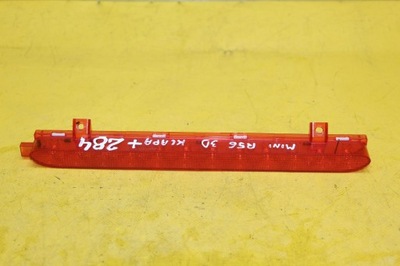 MINI R56 3D KLAPA + 284